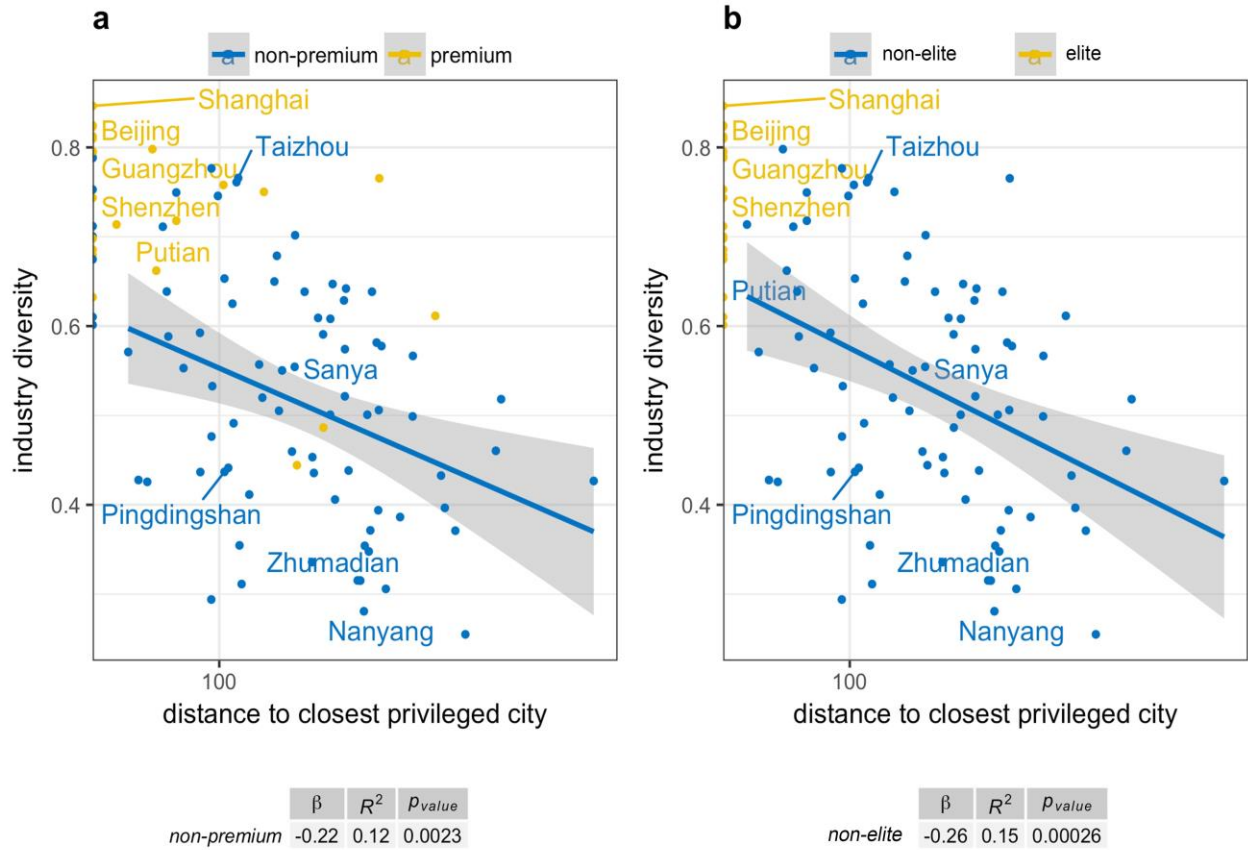 a
a non-premium a premium
Shanghai
Beijing
Taizhou
0.8
Guangzhou
Shenzhen
Putian
industry diversity
0.6
Sanya
0.4
Pingdingshan
Zhumadian
Nanyang
100
distance to closest privileged city
β R² p value
non-premium -0.22 0.12 0.0023
b
a non-elite a elite
Shanghai
Beijing
Taizhou
0.8
Guangzhou
Shenzhen
industry diversity
Putian
0.6
Sanya
0.4
Pingdingshan
Zhumadian
Nanyang
100
distance to closest privileged city
β R² p value
non-elite -0.26 0.15 0.00026